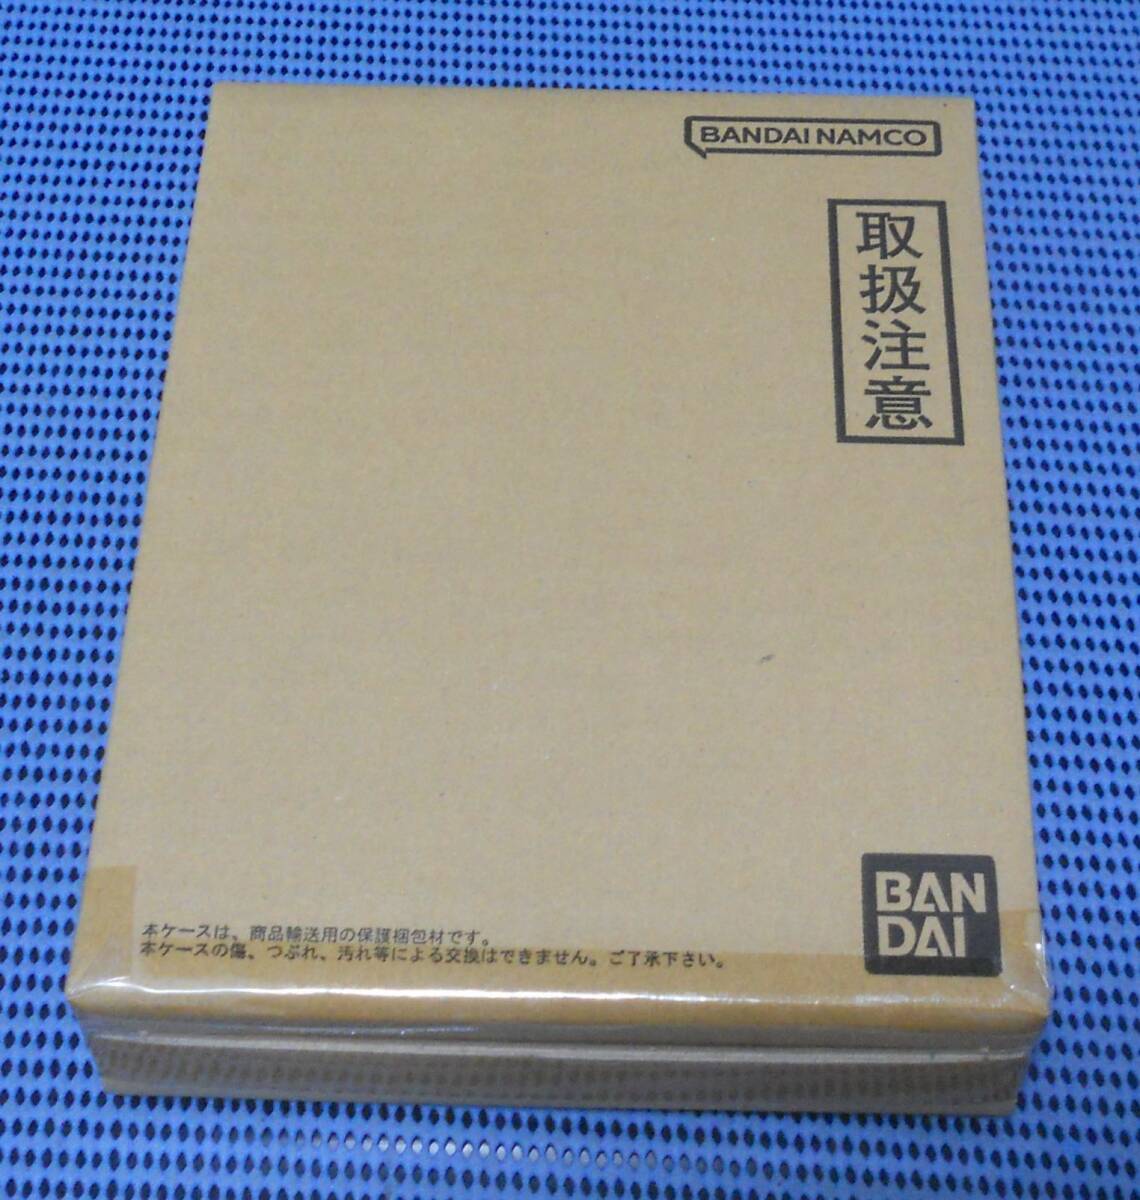 BANDAI NAMCO
取扱注意
BAN
DAI
本ケースは、商品輸送用の保護梱包材です。
本ケースの傷、つぶれ、汚れ等による交換はできません。ご了承下さい。